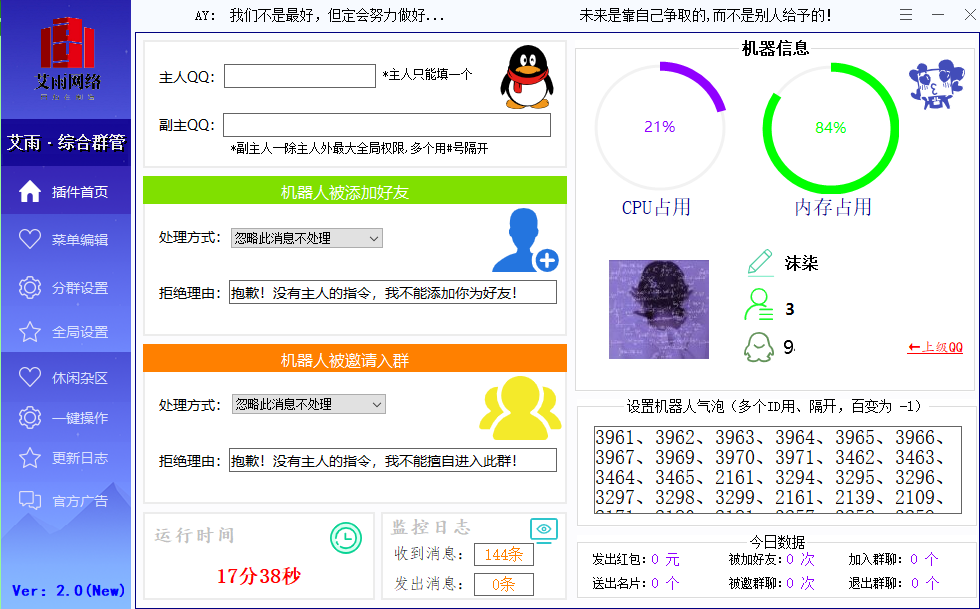 AY: 我们不是最好，但定会努力做好...
未来是靠自己争取的,而不是别人给予的!
艾雨网络
艾雨·综合群管
插件首页
菜单编辑
分群设置
全局设置
休闲杂区
一键操作
更新日志
官方广告
Ver: 2.0(New)
主人QQ:
*主人只能填一个
副主QQ:
*副主人—除主人外最大全局权限,多个用#号隔开
机器人被添加好友
处理方式:
忽略此消息不处理
拒绝理由:
抱歉！没有主人的指令，我不能添加你为好友！
机器人被邀请入群
处理方式:
忽略此消息不处理
拒绝理由:
抱歉！没有主人的指令，我不能擅自进入此群！
运行时间
17分38秒
监控日志
收到消息:
144条
发出消息:
0条
机器信息
21%
84%
CPU占用
内存占用
沫柒
3
9
←上级QQ
设置机器人气泡（多个ID用、隔开，百变为 -1）
3961、3962、3963、3964、3965、3966、
3967、3969、3970、3971、3462、3463、
3464、3465、2161、3294、3295、3296、
3297、3298、3299、2161、2139、2109、
今日数据
发出红包:0 元
被加好友:0 次
加入群聊:0 个
送出名片:0 个
被邀群聊:0 次
退出群聊:0 个